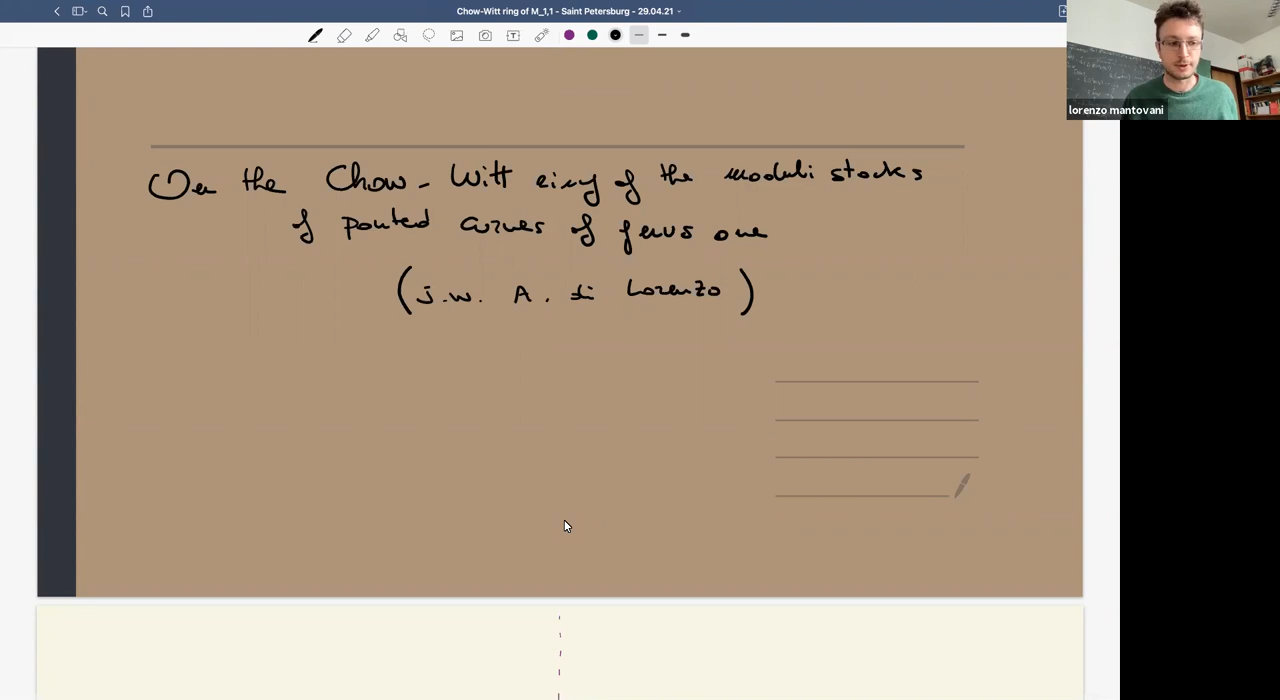 Chow-Witt ring of M_1,1 - Saint Petersburg - 29.04.21
lorenzo mantovani
On the Chow - Witt ring of the moduli stacks
of pointed curves of genus one
(j.w. A. di Lorenzo)